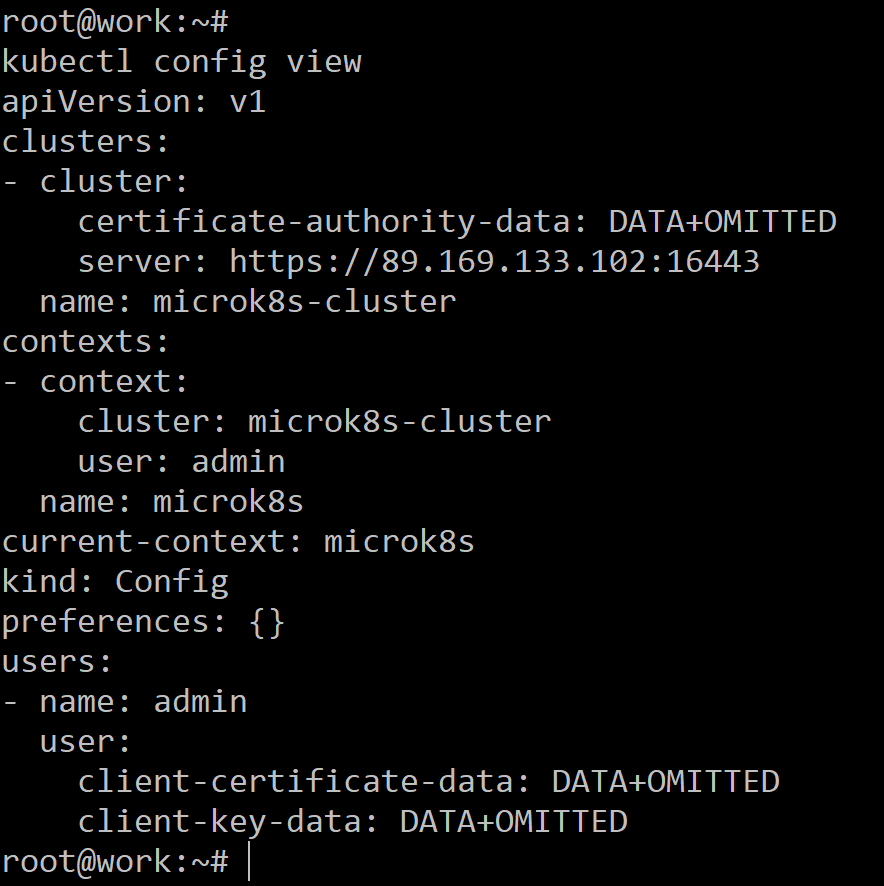 root@work:~#
kubectl config view
apiVersion: v1
clusters:
- cluster:
    certificate-authority-data: DATA+OMITTED
    server: https://89.169.133.102:16443
  name: microk8s-cluster
contexts:
- context:
    cluster: microk8s-cluster
    user: admin
  name: microk8s
current-context: microk8s
kind: Config
preferences: {}
users:
- name: admin
  user:
    client-certificate-data: DATA+OMITTED
    client-key-data: DATA+OMITTED
root@work:~#